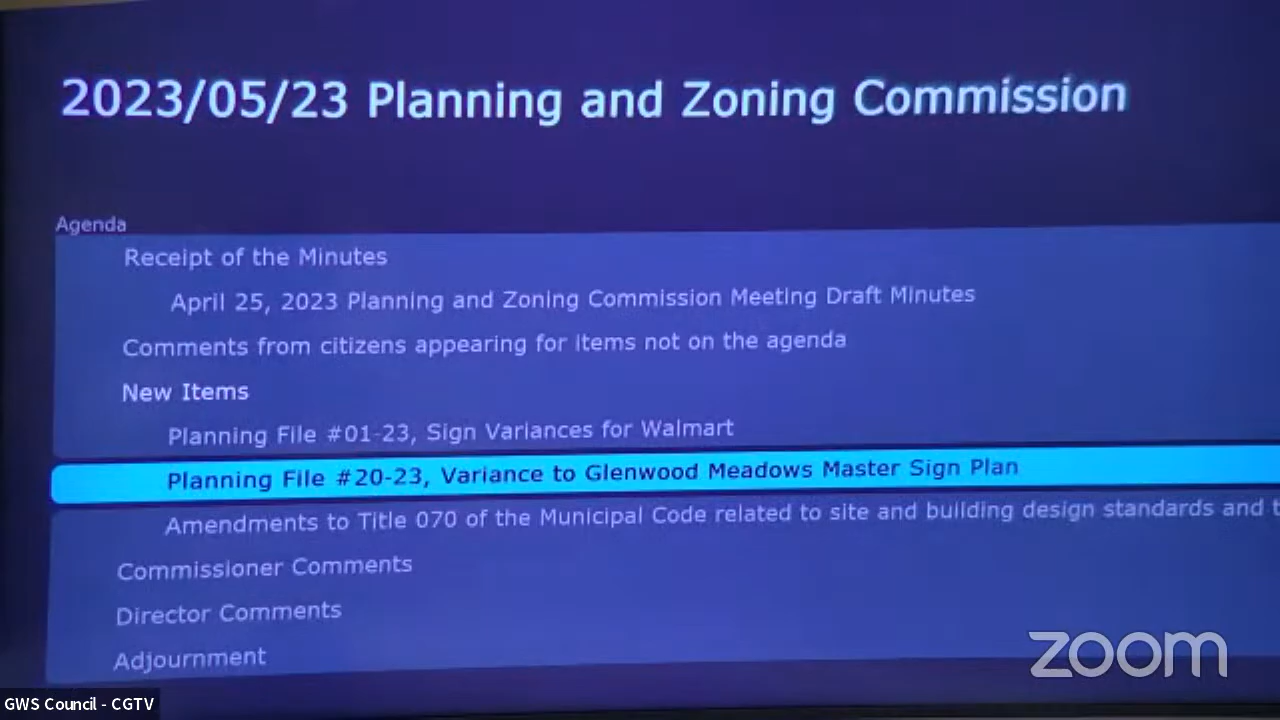 2023/05/23 Planning and Zoning Commission
Agenda
Receipt of the Minutes
April 25, 2023 Planning and Zoning Commission Meeting Draft Minutes
Comments from citizens appearing for items not on the agenda
New Items
Planning File #01-23, Sign Variances for Walmart
Planning File #20-23, Variance to Glenwood Meadows Master Sign Plan
Amendments to Title 070 of the Municipal Code related to site and building design standards and t
Commissioner Comments
Director Comments
Adjournment
zoom
GWS Council - CGTV